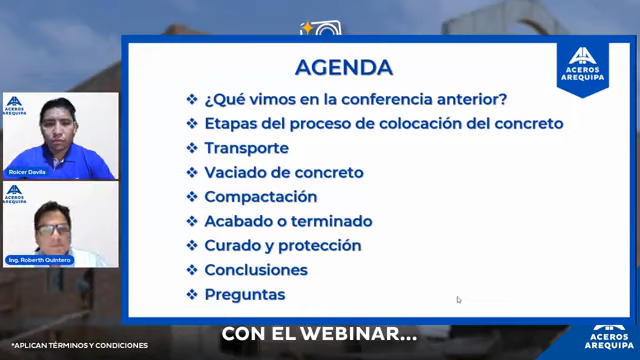 AGENDA
ACEROS
AREQUIPA
❖ ¿Qué vimos en la conferencia anterior?
❖ Etapas del proceso de colocación del concreto
❖ Transporte
❖ Vaciado de concreto
❖ Compactación
❖ Acabado o terminado
❖ Curado y protección
❖ Conclusiones
❖ Preguntas
ACEROS
AREQUIPA
Roicer Davila
ACEROS
AREQUIPA
Ing. Roberth Quintero
CON EL WEBINAR...
*APLICAN TÉRMINOS Y CONDICIONES
ACEROS
AREQUIPA